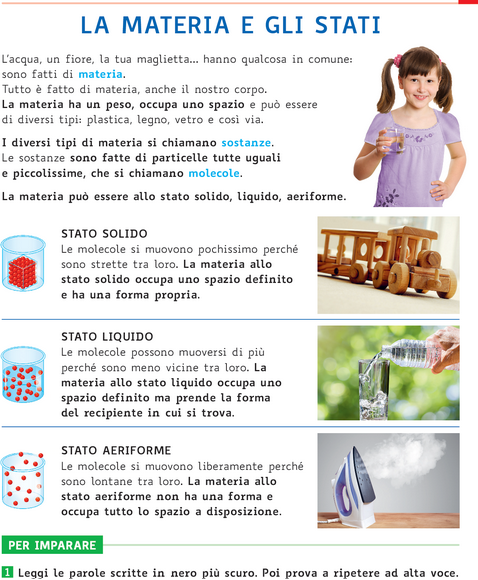 LA MATERIA E GLI STATI
L'acqua, un fiore, la tua maglietta... hanno qualcosa in comune:
sono fatti di materia.
Tutto è fatto di materia, anche il nostro corpo.
La materia ha un peso, occupa uno spazio e può essere
di diversi tipi: plastica, legno, vetro e così via.
I diversi tipi di materia si chiamano sostanze.
Le sostanze sono fatte di particelle tutte uguali
e piccolissime, che si chiamano molecole.
La materia può essere allo stato solido, liquido, aeriforme.
STATO SOLIDO
Le molecole si muovono pochissimo perché
sono strette tra loro. La materia allo
stato solido occupa uno spazio definito
e ha una forma propria.
STATO LIQUIDO
Le molecole possono muoversi di più
perché sono meno vicine tra loro. La
materia allo stato liquido occupa uno
spazio definito ma prende la forma
del recipiente in cui si trova.
STATO AERIFORME
Le molecole si muovono liberamente perché
sono lontane tra loro. La materia allo
stato aeriforme non ha una forma e
occupa tutto lo spazio a disposizione.
PER IMPARARE
1 Leggi le parole scritte in nero più scuro. Poi prova a ripetere ad alta voce.